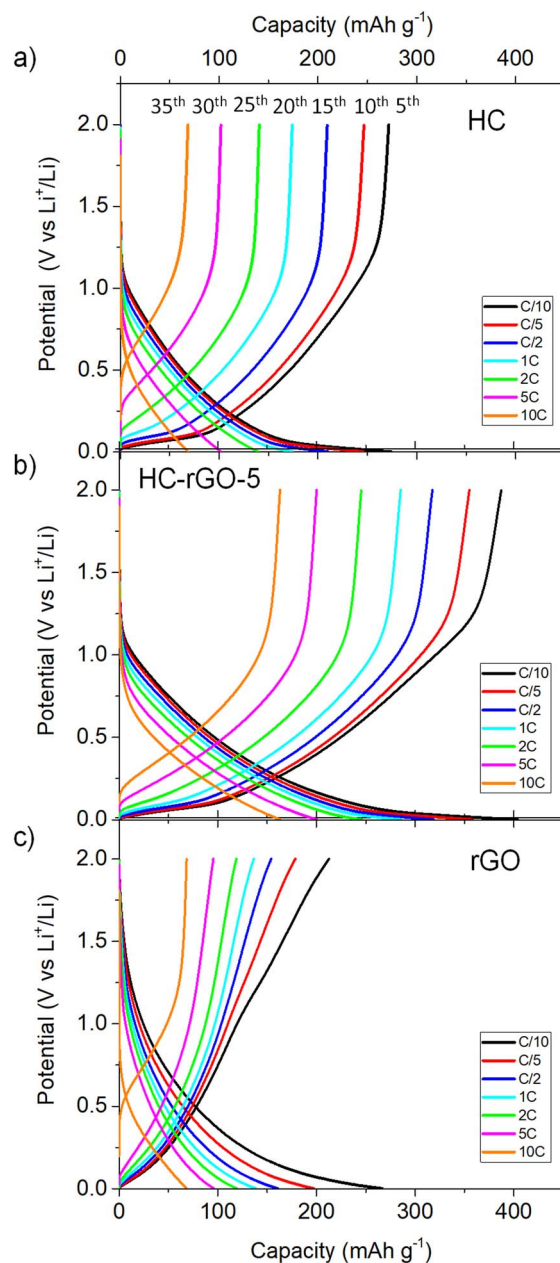 Capacity (mAh g⁻¹)
0 100 200 300 400
a)
35ᵗʰ 30ᵗʰ 25ᵗʰ 20ᵗʰ 15ᵗʰ 10ᵗʰ 5ᵗʰ
HC
2.0
1.5
1.0
0.5
0.0
Potential (V vs Li⁺/Li)
C/10
C/5
C/2
1C
2C
5C
10C
b)
HC-rGO-5
2.0
1.5
1.0
0.5
0.0
Potential (V vs Li⁺/Li)
C/10
C/5
C/2
1C
2C
5C
10C
c)
rGO
2.0
1.5
1.0
0.5
0.0
Potential (V vs Li⁺/Li)
C/10
C/5
C/2
1C
2C
5C
10C
0 100 200 300 400
Capacity (mAh g⁻¹)